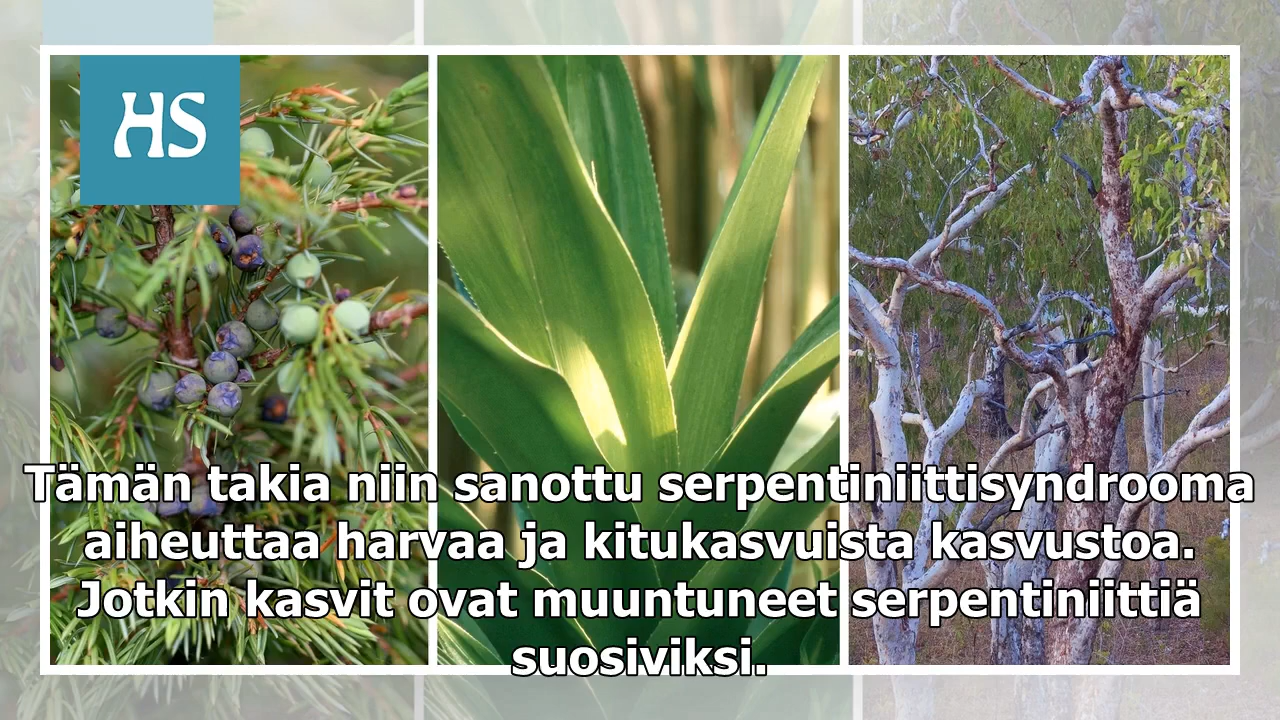 HS
Tämän takia niin sanottu serpentiniittisyndrooma
aiheuttaa harvaa ja kitukasvuista kasvustoa.
Jotkin kasvit ovat muuntuneet serpentiniittiä
suosiviksi.